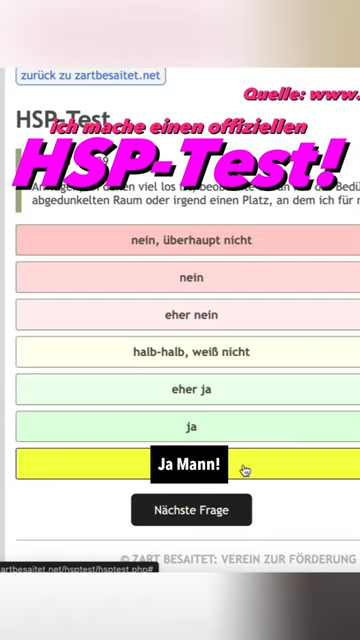 zurück zu zartbesaitet.net
Quelle: www.
HSP-Test
ich mache einen offiziellen
HSP-Test!
abgedunkelten Raum oder irgend einen Platz, an dem ich für
nein, überhaupt nicht
nein
eher nein
halb-halb, weiß nicht
eher ja
ja
Ja Mann!
Nächste Frage
© ZART BESAITET: VEREIN ZUR FÖRDERUNG
artbesaitet.net/hsptest/hsptest.php#